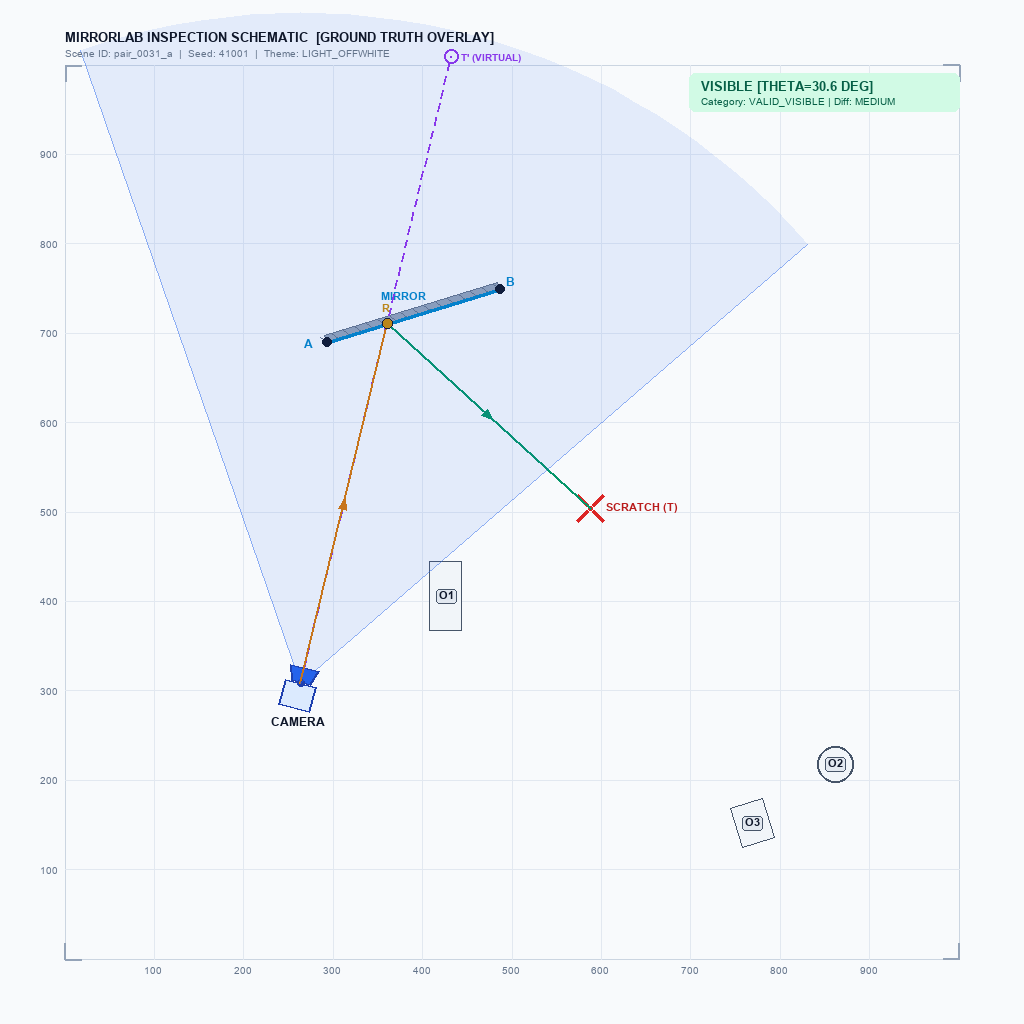 MIRRORLAB INSPECTION SCHEMATIC  [GROUND TRUTH OVERLAY]
Scene ID: pair_0031_a  |  Seed: 41001  |  Theme: LIGHT_OFFWHITE
T' (VIRTUAL)
VISIBLE [THETA=30.6 DEG]
Category: VALID_VISIBLE | Diff: MEDIUM
900
800
B
MIRROR
R
700
A
600
500
SCRATCH (T)
400
O1
300
CAMERA
200
O2
O3
100
100 200 300 400 500 600 700 800 900